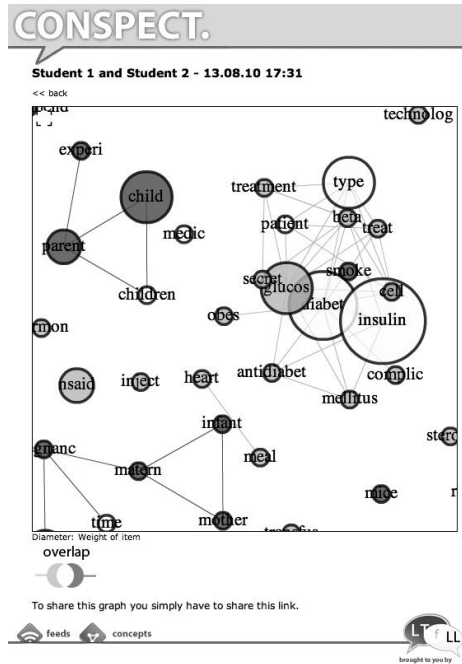 CONSPECT.
Student 1 and Student 2 - 13.08.10 17:31
<< back
technolog
experi
child
treatment
type
beta
patient
treat
medic
parent
secret
smoke
glucos
diabet
cell
children
obes
insulin
rmon
nsaid
inject
heart
antidiabet
complic
mellitus
infant
gnanc
meal
matern
mice
time
mother
Diameter: Weight of item
overlap
To share this graph you simply have to share this link.
feeds
concepts
LT f LL
brought to you by